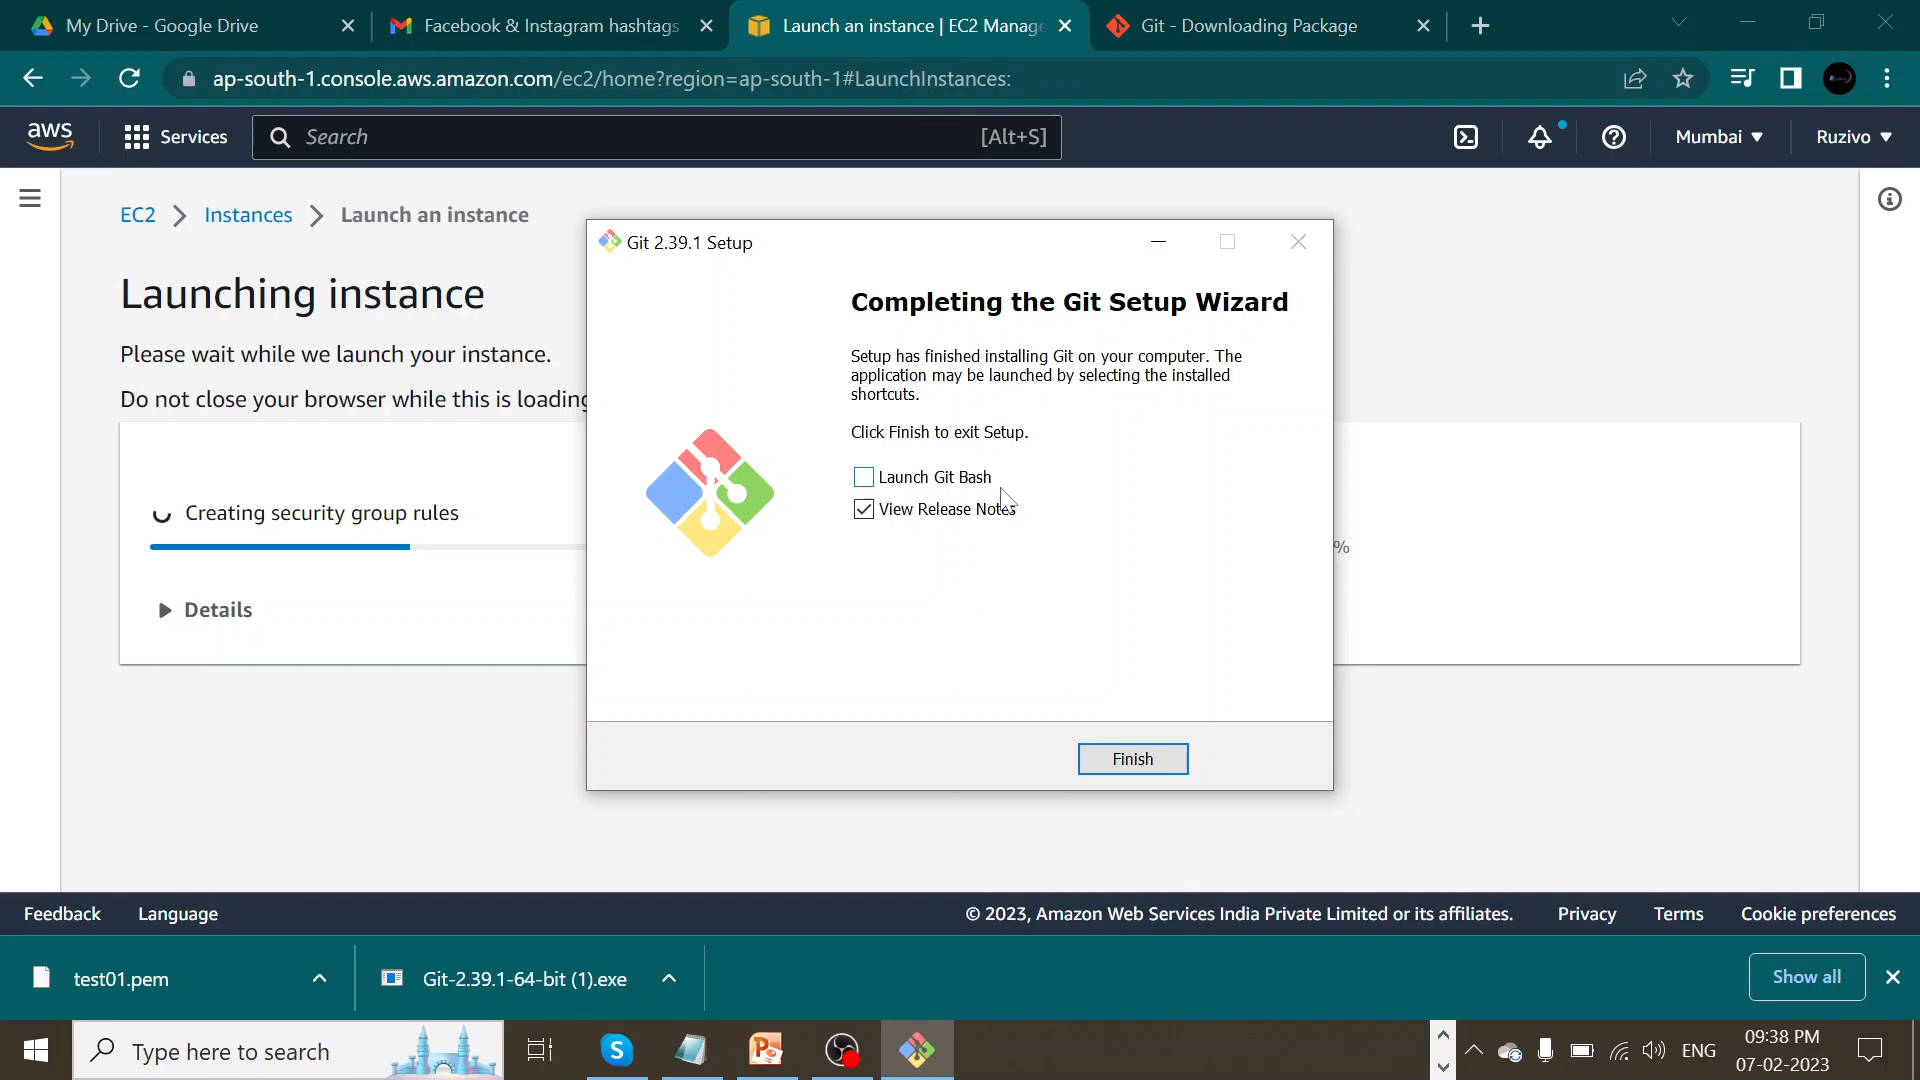 My Drive - Google Drive
Facebook & Instagram hashtags
Launch an instance | EC2 Manage
Git - Downloading Package
ap-south-1.console.aws.amazon.com/ec2/home?region=ap-south-1#LaunchInstances:
aws
Services
Search
[Alt+S]
Mumbai
Ruzivo
EC2
Instances
Launch an instance
Launching instance
Please wait while we launch your instance.
Do not close your browser while this is loading
Creating security group rules
%
Details
Git 2.39.1 Setup
Completing the Git Setup Wizard
Setup has finished installing Git on your computer. The
application may be launched by selecting the installed
shortcuts.
Click Finish to exit Setup.
Launch Git Bash
View Release Notes
Finish
Feedback
Language
© 2023, Amazon Web Services India Private Limited or its affiliates.
Privacy
Terms
Cookie preferences
test01.pem
Git-2.39.1-64-bit (1).exe
Show all
Type here to search
ENG
09:38 PM
07-02-2023